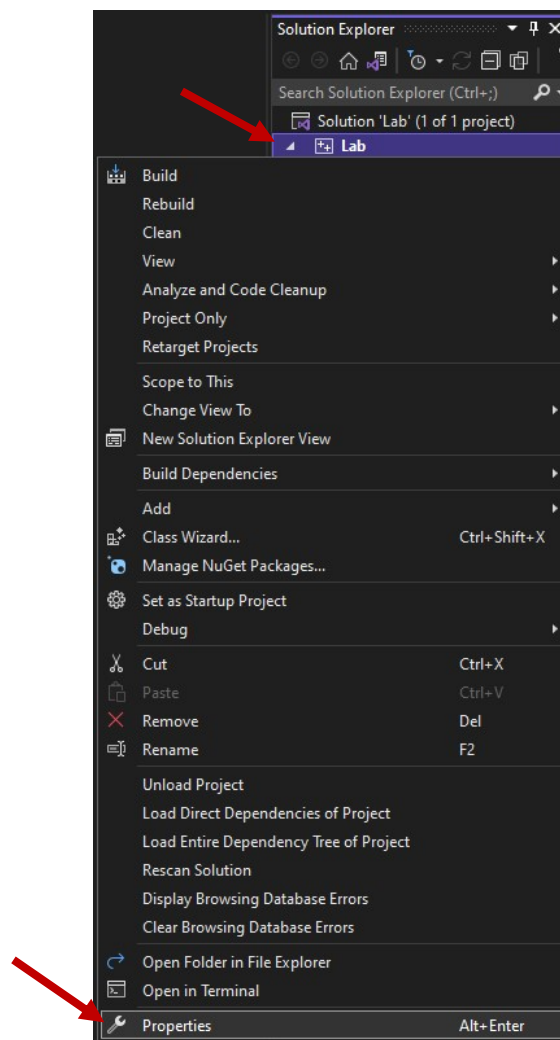 Solution Explorer
Search Solution Explorer (Ctrl+;)
Solution 'Lab' (1 of 1 project)
Lab
Build
Rebuild
Clean
View
Analyze and Code Cleanup
Project Only
Retarget Projects
Scope to This
Change View To
New Solution Explorer View
Build Dependencies
Add
Class Wizard... Ctrl+Shift+X
Manage NuGet Packages...
Set as Startup Project
Debug
Cut Ctrl+X
Paste Ctrl+V
Remove Del
Rename F2
Unload Project
Load Direct Dependencies of Project
Load Entire Dependency Tree of Project
Rescan Solution
Display Browsing Database Errors
Clear Browsing Database Errors
Open Folder in File Explorer
Open in Terminal
Properties Alt+Enter